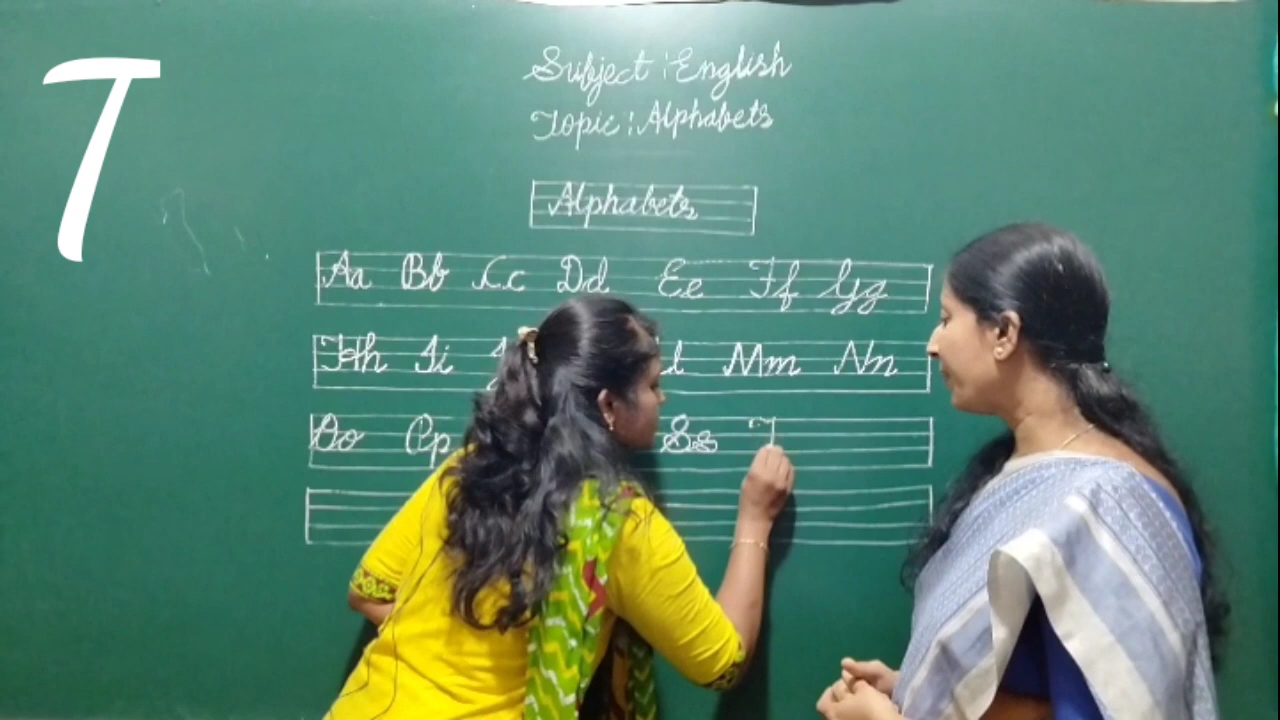 T
Subject : English
Topic : Alphabets
Alphabets
Aa Bb Cc Dd Ee Ff Gg
Hh Ii Mm Nn
Oo Pp Ss T